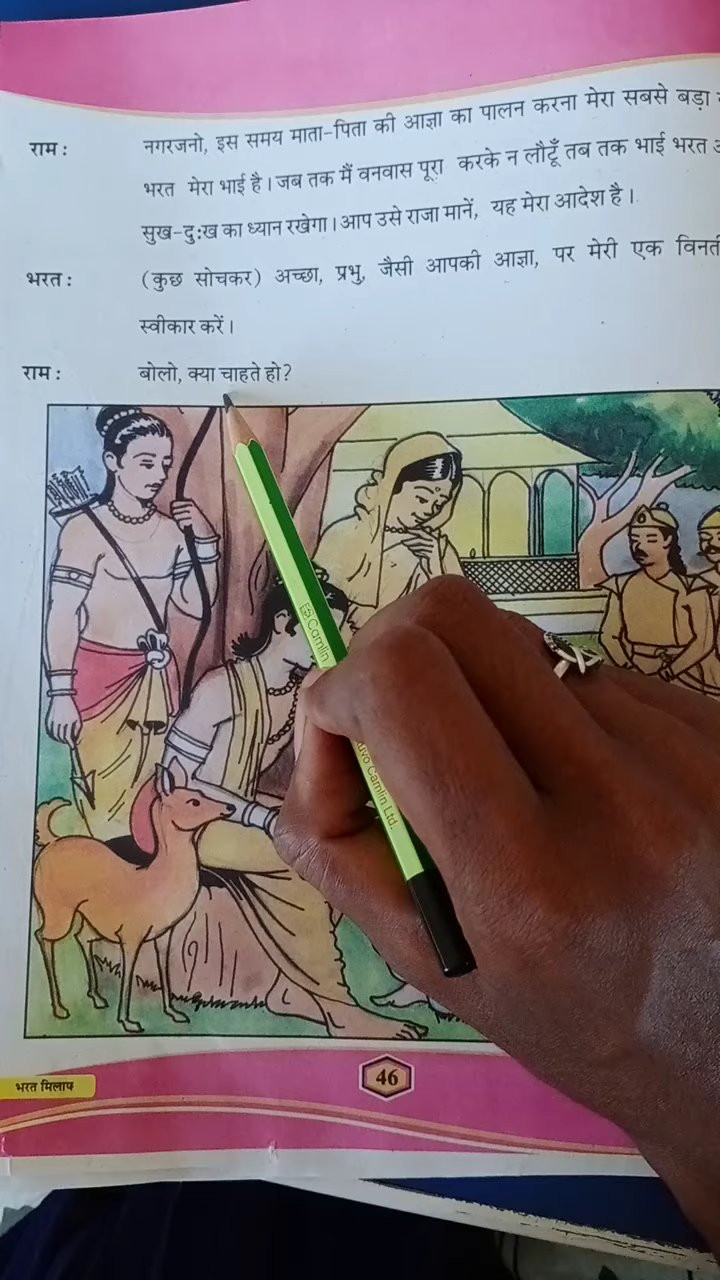 राम : नगरजनो, इस समय माता-पिता की आज्ञा का पालन करना मेरा सबसे बड़ा
भरत मेरा भाई है। जब तक मैं वनवास पूरा करके न लौटूँ तब तक भाई भरत
सुख-दुःख का ध्यान रखेगा। आप उसे राजा मानें, यह मेरा आदेश है।
भरत : (कुछ सोचकर) अच्छा, प्रभु, जैसी आपकी आज्ञा, पर मेरी एक विनती
स्वीकार करें।
राम : बोलो, क्या चाहते हो?
Camlin
Camlin Ltd.
भरत मिलाप
46